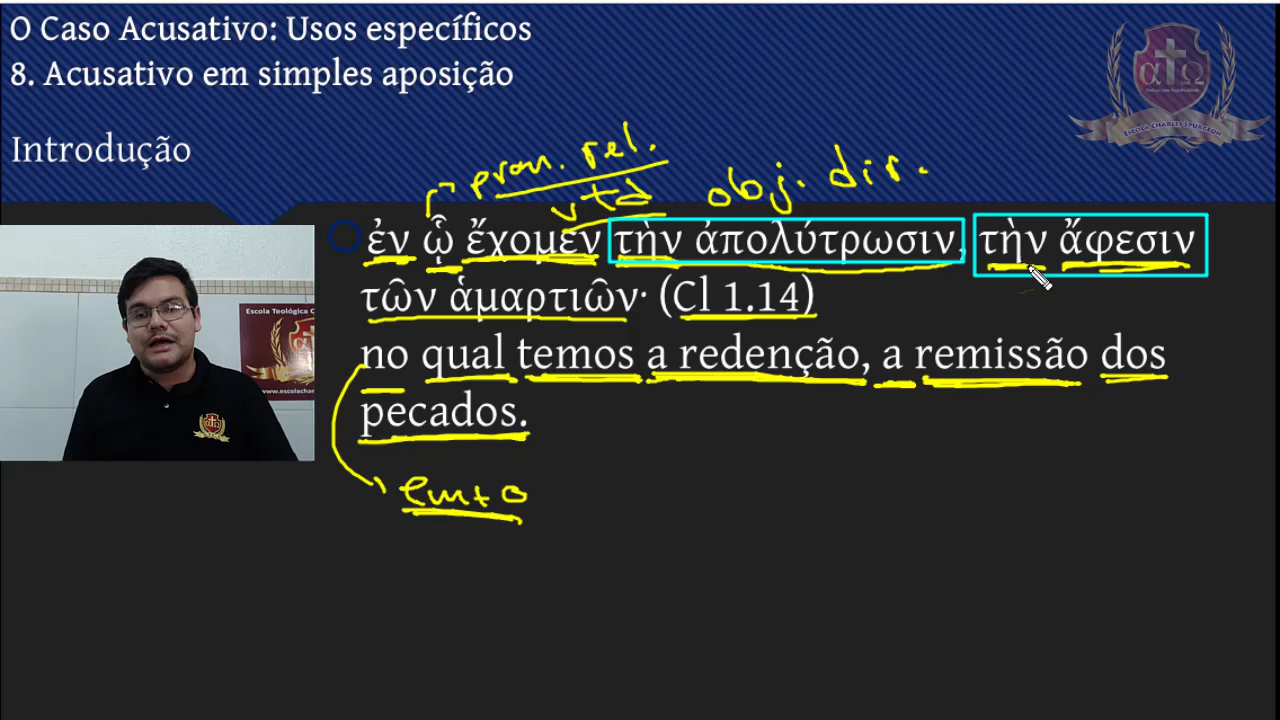 O Caso Acusativo: Usos específicos
8. Acusativo em simples aposição
Introdução
αΩ
ESCOLA CHARLES SPURGEON
pron. rel.
vtd
obj. dir.
ἐν ᾧ ἔχομεν τὴν ἀπολύτρωσιν, τὴν ἄφεσιν
τῶν ἁμαρτιῶν· (Cl 1.14)
no qual temos a redenção, a remissão dos
pecados.
Escola Teológica C
www.escolachar